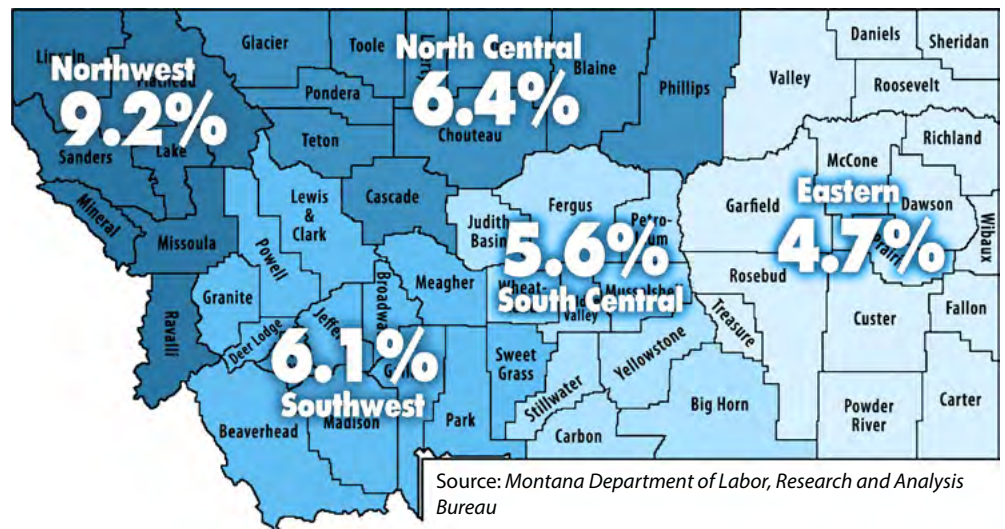 Northwest
9.2%
North Central
6.4%
Eastern
4.7%
5.6%
South Central
6.1%
Southwest
Lincoln
Sanders
Lake
Mineral
Missoula
Ravalli
Glacier
Toole
Pondera
Teton
Chouteau
Blaine
Phillips
Cascade
Lewis
&
Clark
Powell
Granite
Deer Lodge
Beaverhead
Madison
Meagher
Park
Judith
Basin
Fergus
Petro-
Sweet
Grass
Stillwater
Yellowstone
Carbon
Big Horn
Valley
Daniels
Sheridan
Roosevelt
Richland
McCone
Garfield
Dawson
Wibaux
Rosebud
Treasure
Custer
Fallon
Powder
River
Carter
Source: Montana Department of Labor, Research and Analysis
Bureau